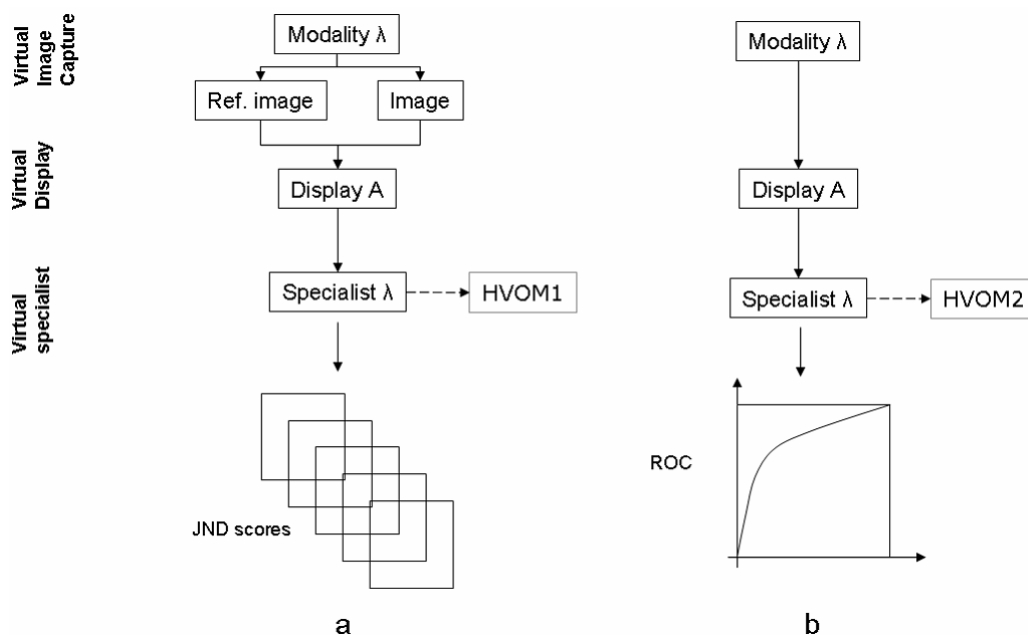 Virtual
Image
Capture
Modality λ
Ref. image
Image
Virtual
Display
Display A
Virtual
specialist
Specialist λ
HVOM1
JND scores
a
Modality λ
Display A
Specialist λ
HVOM2
ROC
b